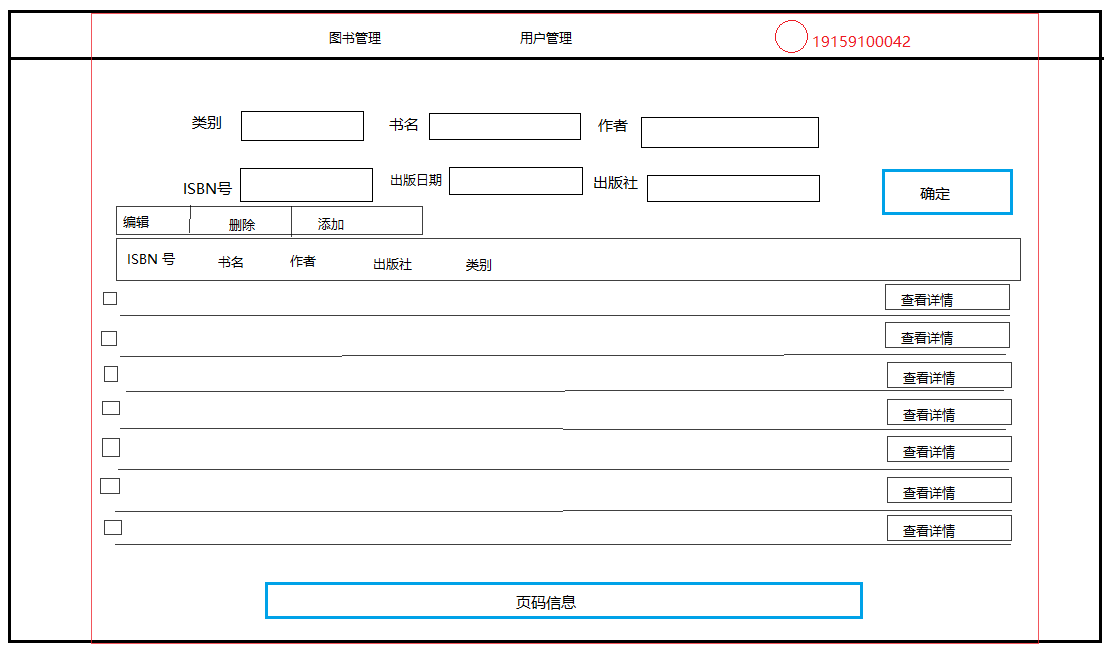 图书管理 用户管理 19159100042
类别 书名 作者
ISBN号 出版日期 出版社 确定
编辑 删除 添加
ISBN 号 书名 作者 出版社 类别
查看详情
查看详情
查看详情
查看详情
查看详情
查看详情
查看详情
页码信息